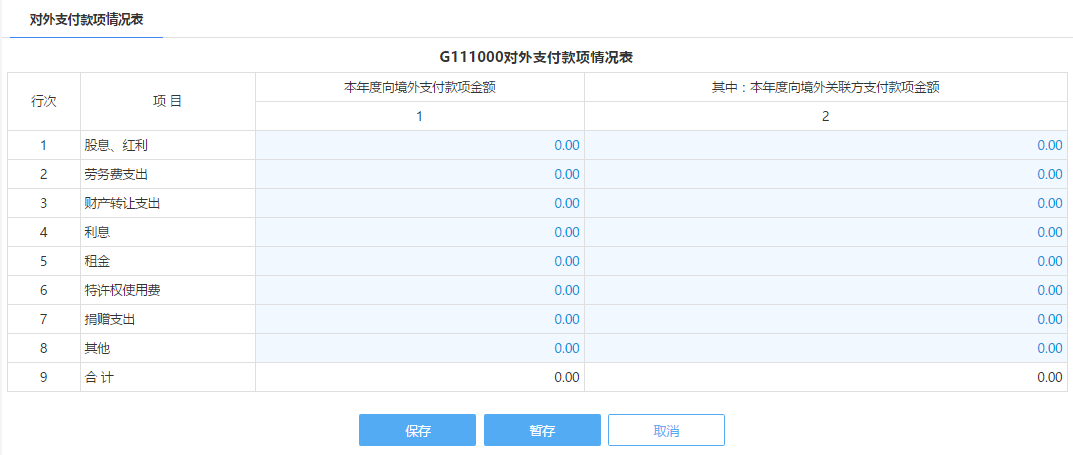 对外支付款项情况表
G111000对外支付款项情况表
行次 项 目 本年度向境外支付款项金额 其中：本年度向境外关联方支付款项金额
1 2
1 股息、红利 0.00 0.00
2 劳务费支出 0.00 0.00
3 财产转让支出 0.00 0.00
4 利息 0.00 0.00
5 租金 0.00 0.00
6 特许权使用费 0.00 0.00
7 捐赠支出 0.00 0.00
8 其他 0.00 0.00
9 合 计 0.00 0.00
保存 暂存 取消